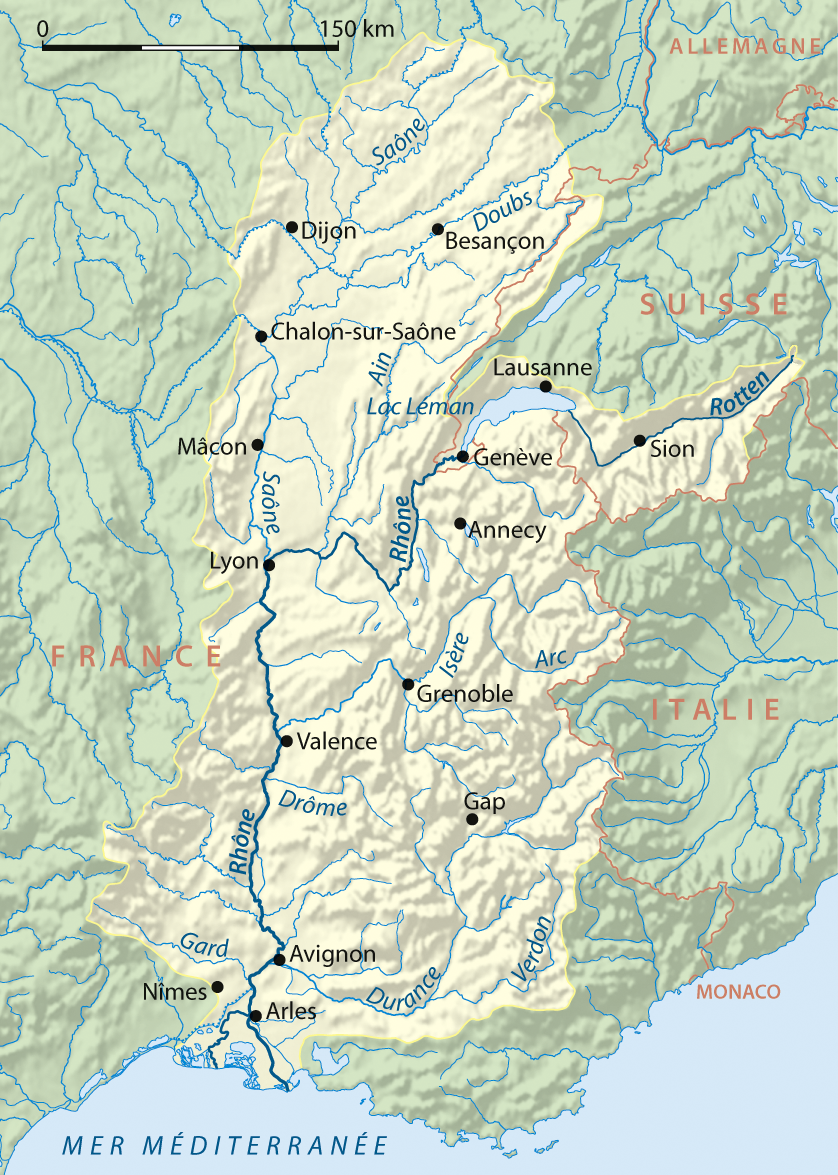 0 150 km
ALLEMAGNE
Saône
Doubs
Dijon
Besançon
SUISSE
Chalon-sur-Saône
Ain
Lausanne
Rotten
Lac Léman
Mâcon
Sion
Genève
Saône
Rhône
Annecy
Lyon
FRANCE
Isère
Arc
Grenoble
ITALIE
Valence
Drôme
Gap
Rhône
Gard
Avignon
Verdon
Durance
Nîmes
MONACO
Arles
MER MÉDITERRANÉE